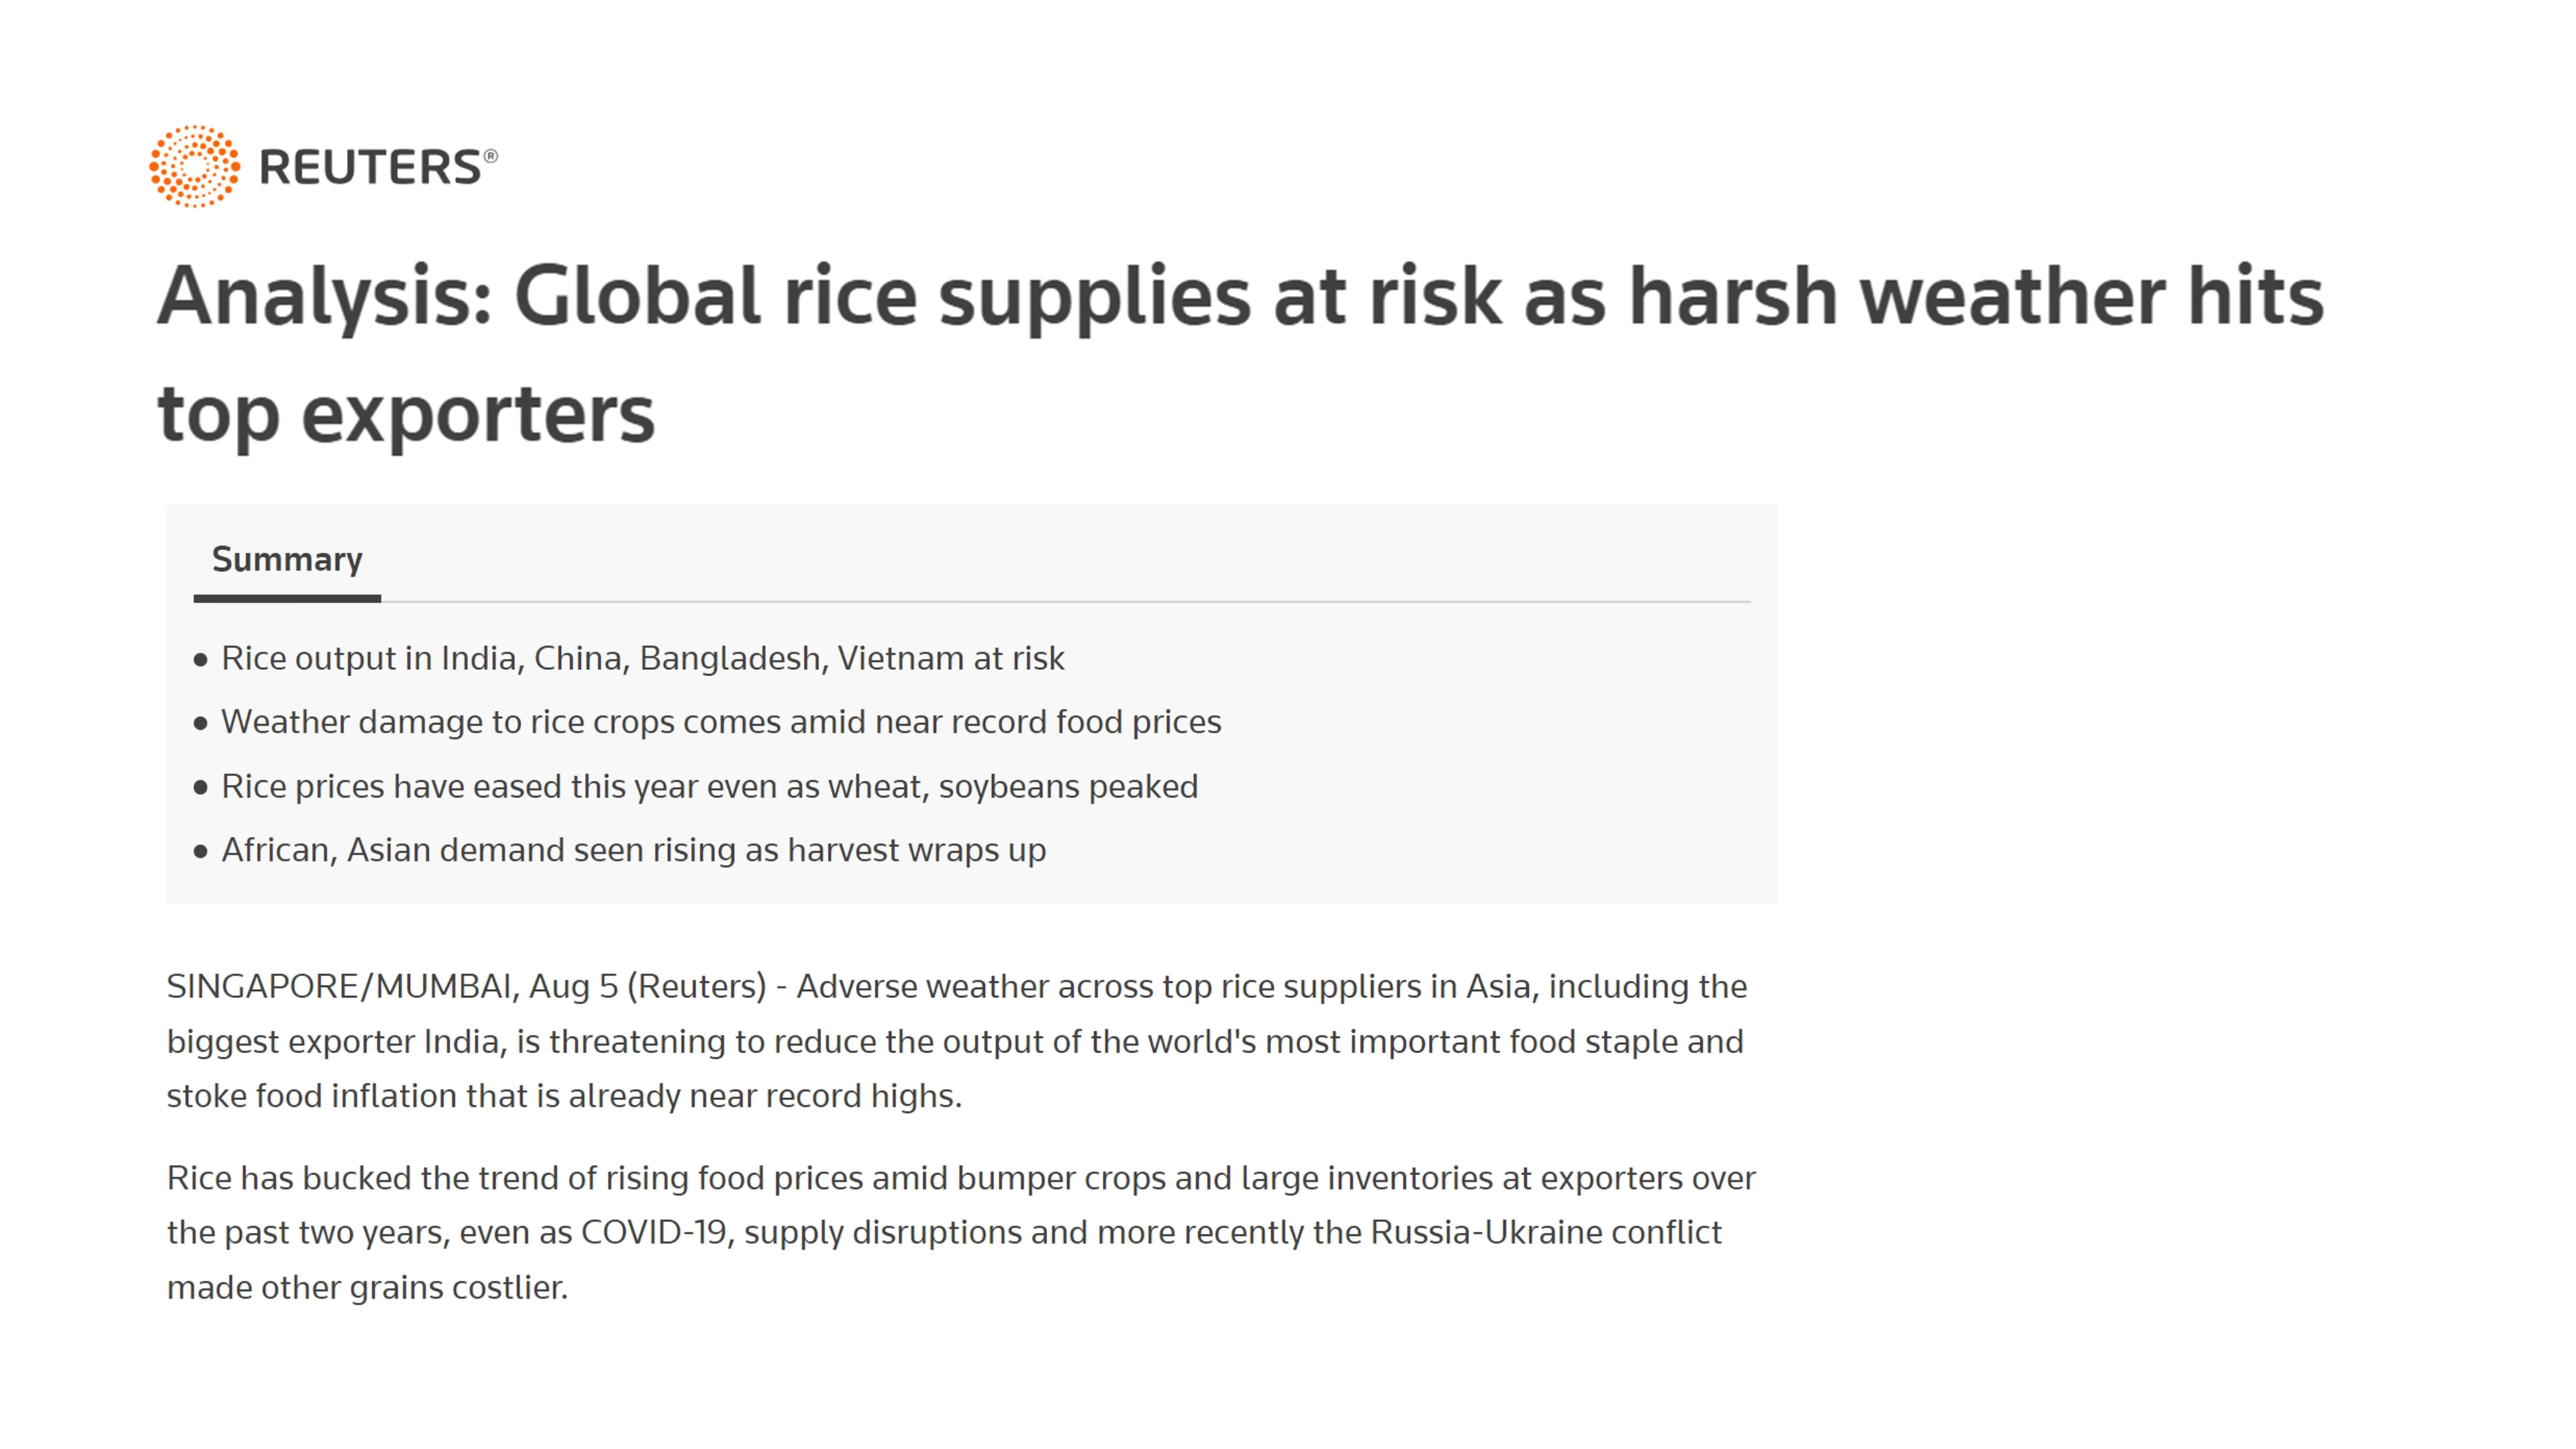 REUTERS®
Analysis: Global rice supplies at risk as harsh weather hits
top exporters
Summary
• Rice output in India, China, Bangladesh, Vietnam at risk
• Weather damage to rice crops comes amid near record food prices
• Rice prices have eased this year even as wheat, soybeans peaked
• African, Asian demand seen rising as harvest wraps up
SINGAPORE/MUMBAI, Aug 5 (Reuters) - Adverse weather across top rice suppliers in Asia, including the
biggest exporter India, is threatening to reduce the output of the world's most important food staple and
stoke food inflation that is already near record highs.
Rice has bucked the trend of rising food prices amid bumper crops and large inventories at exporters over
the past two years, even as COVID-19, supply disruptions and more recently the Russia-Ukraine conflict
made other grains costlier.